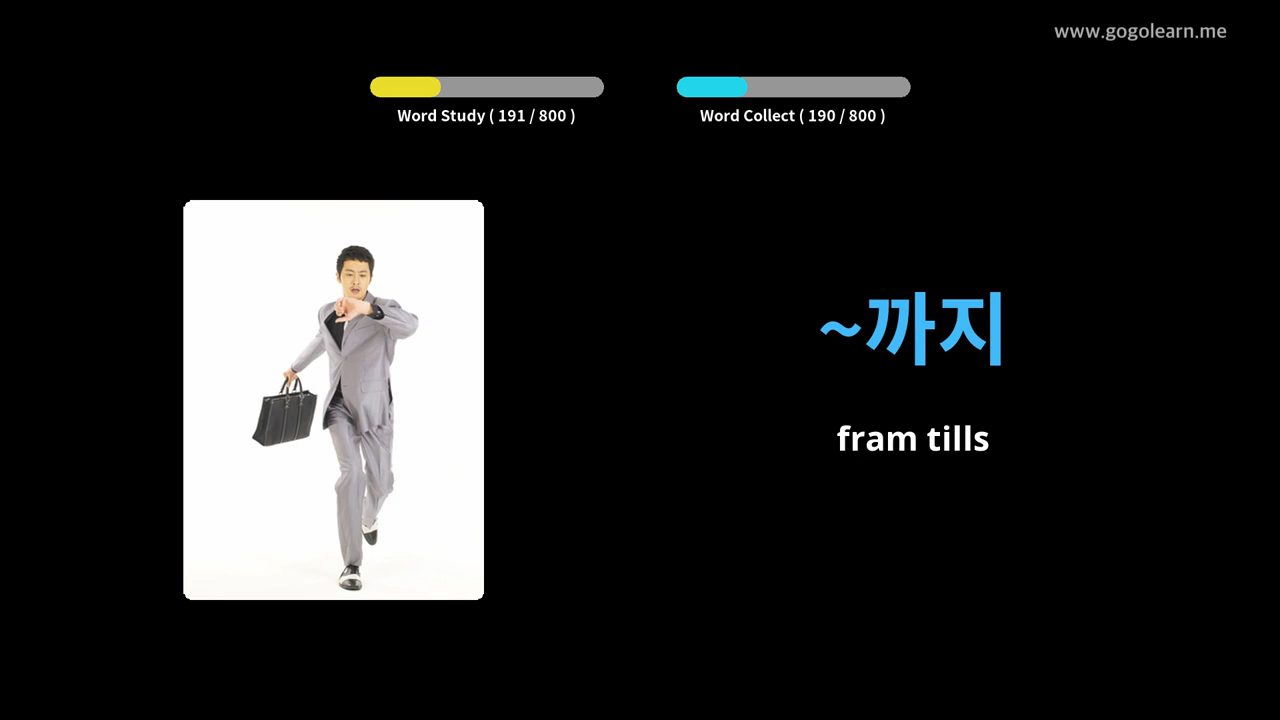 www.gogolearn.me
Word Study ( 191 / 800 )
Word Collect ( 190 / 800 )
~까지
fram tills